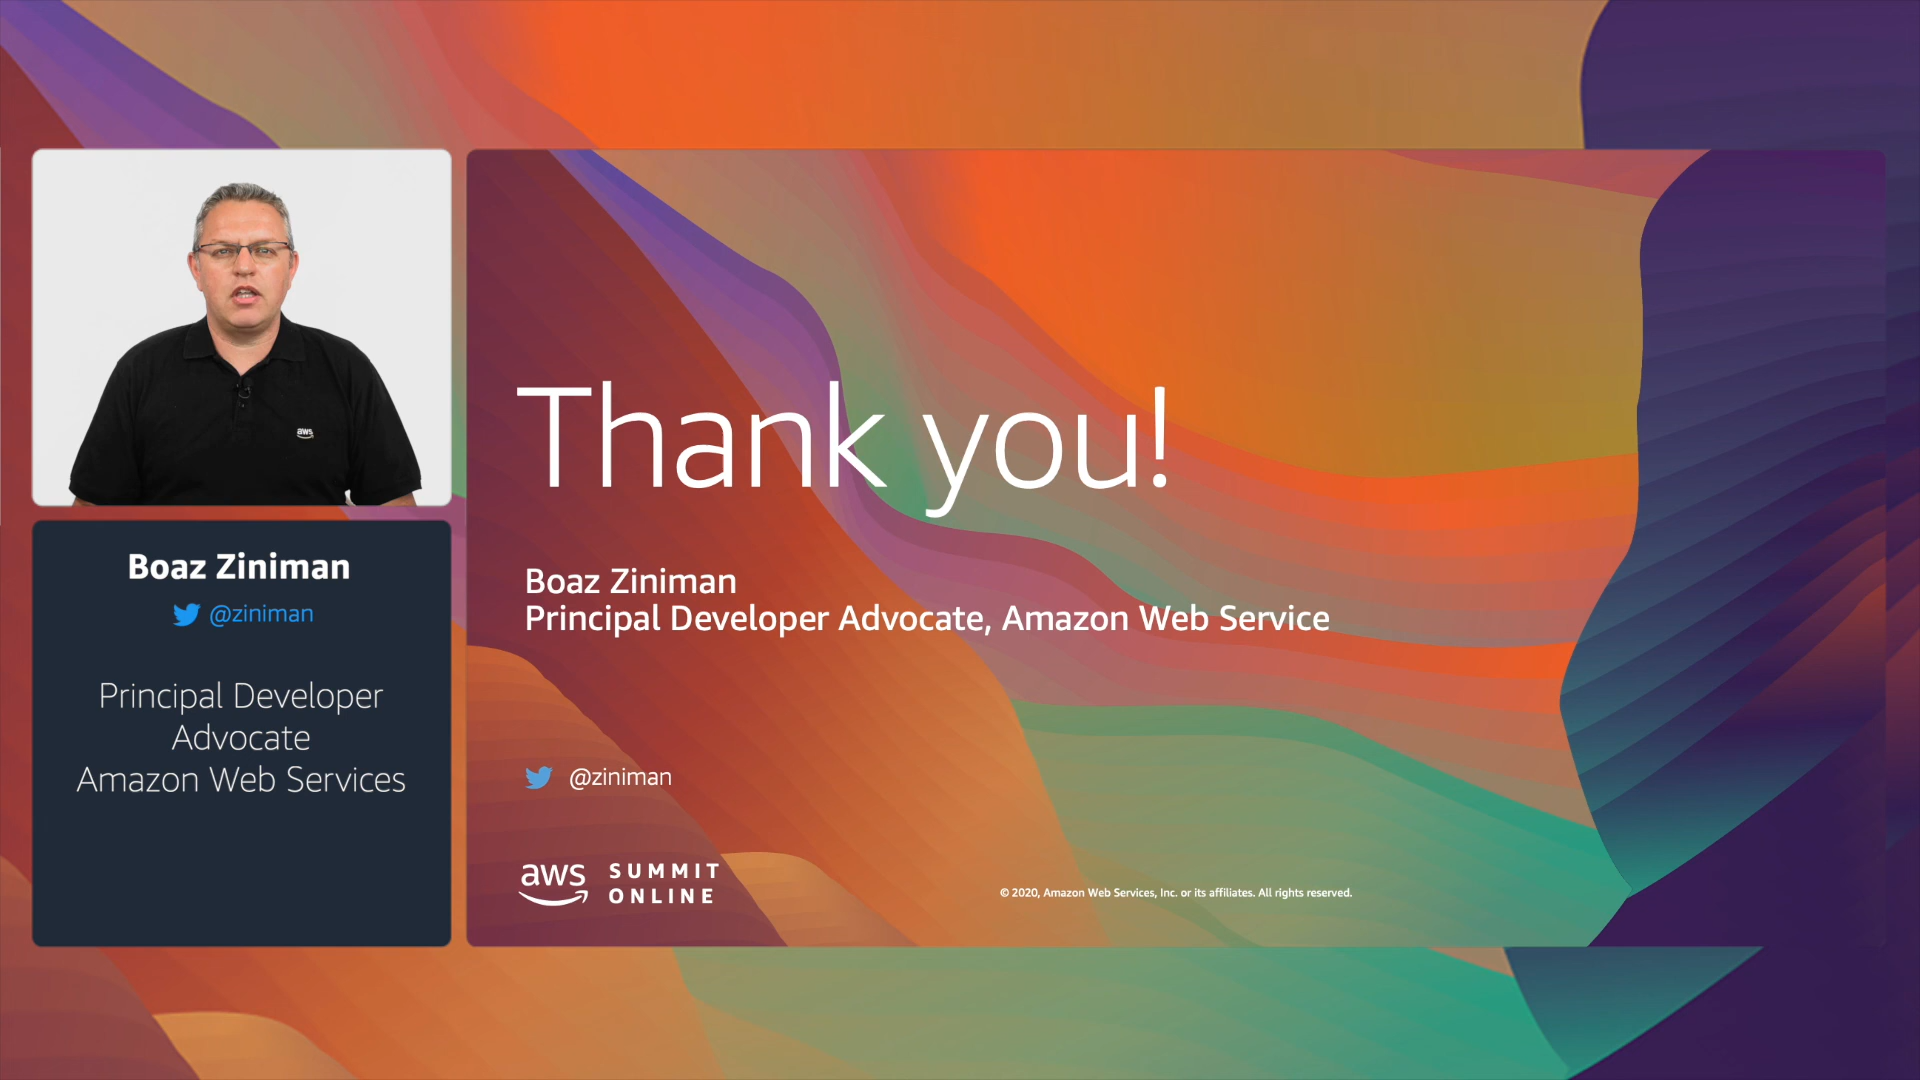 aws
Boaz Ziniman
@ziniman
Principal Developer
Advocate
Amazon Web Services
Thank you!
Boaz Ziniman
Principal Developer Advocate, Amazon Web Service
@ziniman
aws SUMMIT
ONLINE
© 2020, Amazon Web Services, Inc. or its affiliates. All rights reserved.